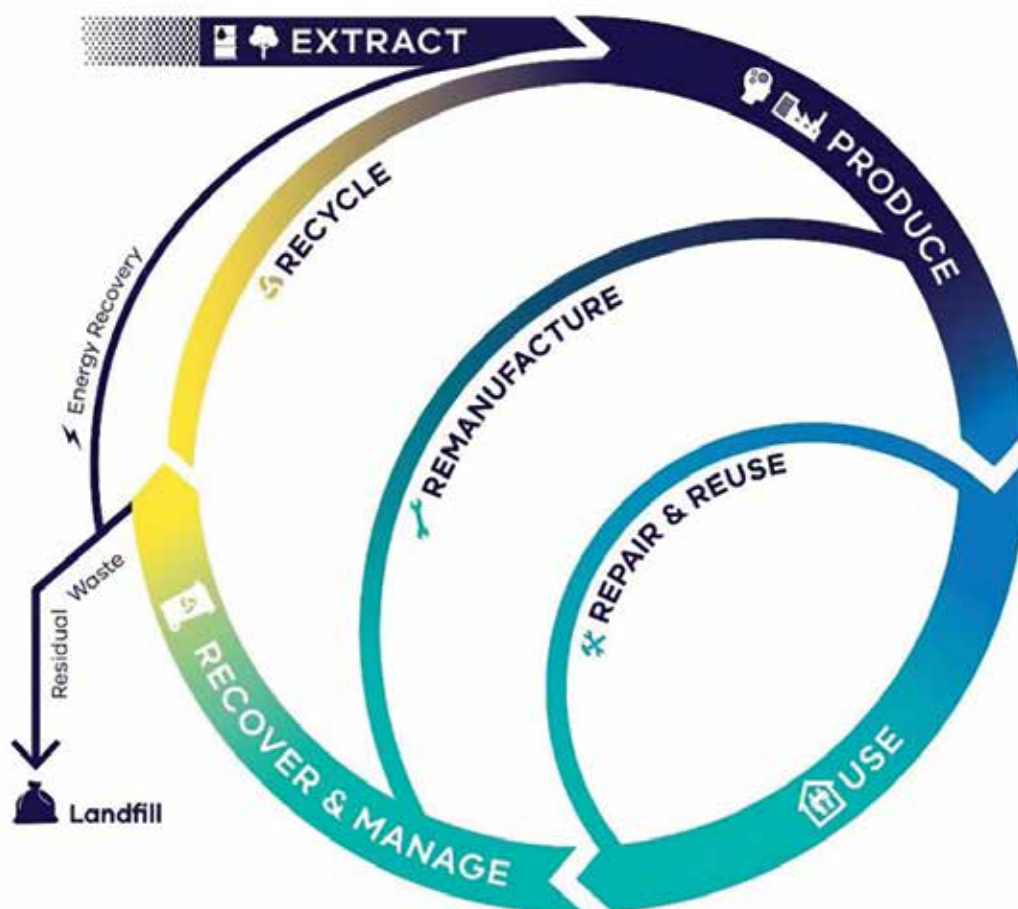 EXTRACT
PRODUCE
RECYCLE
Energy Recovery
REMANUFACTURE
REPAIR & REUSE
Residual Waste
RECOVER & MANAGE
USE
Landfill